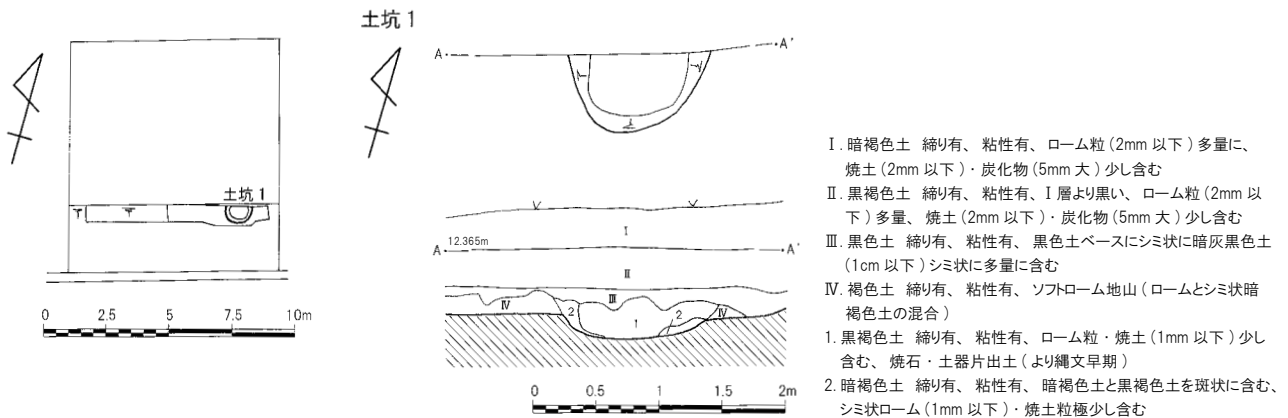 土坑 1
土坑 1
0 2.5 5 7.5 10m
A A'
Ⅰ
A 12.365m A'
Ⅱ
Ⅲ
Ⅳ 2 1 2 Ⅳ
0 0.5 1 1.5 2m
Ⅰ. 暗褐色土 締り有、 粘性有、 ローム粒 (2mm 以下 ) 多量に、
焼土 (2mm 以下 ) ・ 炭化物 (5mm 大 ) 少し含む
Ⅱ. 黒褐色土 締り有、 粘性有、Ⅰ 層より黒い、 ローム粒 (2mm 以
下 ) 多量、 焼土 (2mm 以下 ) ・ 炭化物 (5mm 大 ) 少し含む
Ⅲ. 黒色土 締り有、 粘性有、 黒色土ベースにシミ状に暗灰黒色土
(1cm 以下 ) シミ状に多量に含む
Ⅳ. 褐色土 締り有、 粘性有、 ソフトローム地山 ( ロームとシミ状暗
褐色土の混合 )
1. 黒褐色土 締り有、 粘性有、 ローム粒 ・ 焼土 (1mm 以下 ) 少し
含む、 焼石 ・ 土器片出土 ( より縄文早期 )
2. 暗褐色土 締り有、 粘性有、 暗褐色土と黒褐色土を斑状に含む、
シミ状ローム (1mm 以下 ) ・ 焼土粒極少し含む